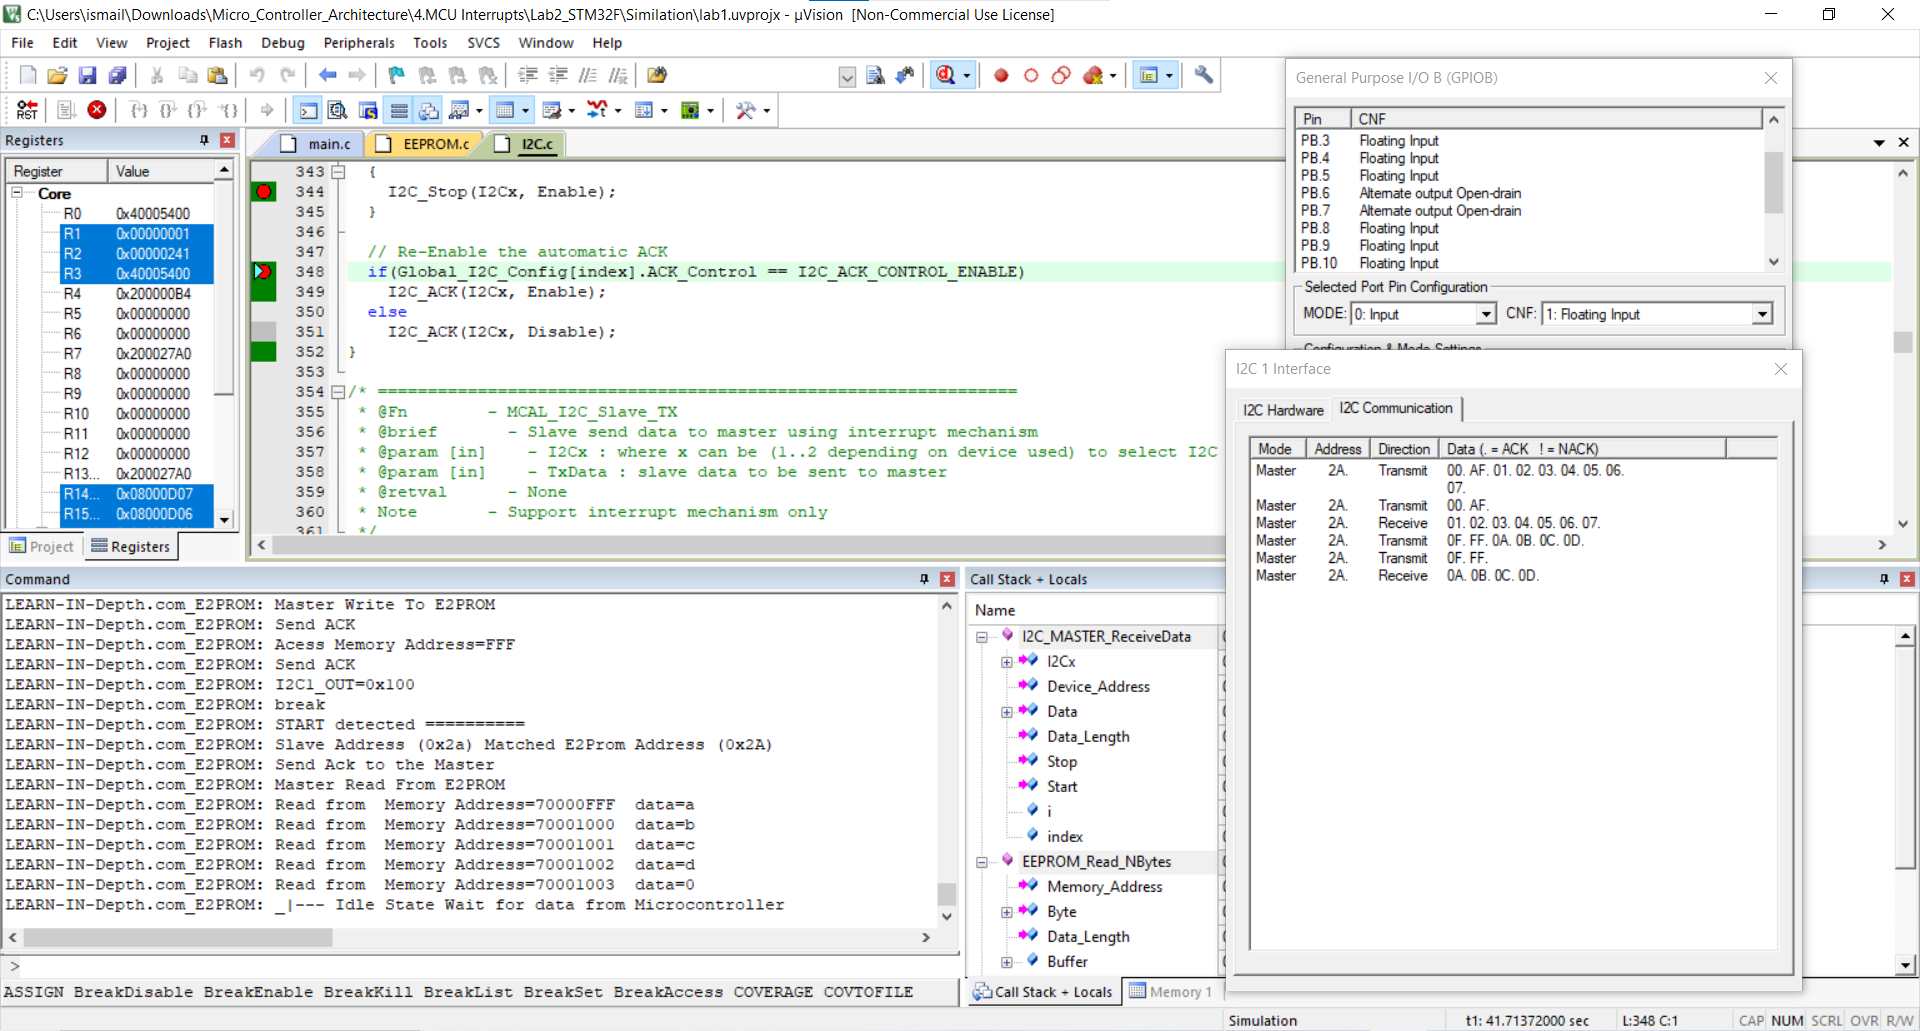 C:\Users\ismail\Downloads\Micro_Controller_Architecture\4.MCU Interrupts\Lab2_STM32F\Similation\lab1.uvprojx - µVision  [Non-Commercial Use License]
File Edit View Project Flash Debug Peripherals Tools SVCS Window Help
RST
Registers
Register Value
Core
R0 0x40005400
R1 0x00000001
R2 0x00000241
R3 0x40005400
R4 0x200000B4
R5 0x00000000
R6 0x00000000
R7 0x200027A0
R8 0x00000000
R9 0x00000000
R10 0x00000000
R11 0x00000000
R12 0x00000000
R13... 0x200027A0
R14... 0x08000D07
R15... 0x08000D06
Project Registers
main.c EEPROM.c I2C.c
343 {
344 I2C_Stop(I2Cx, Enable);
345 }
346
347 // Re-Enable the automatic ACK
348 if(Global_I2C_Config[index].ACK_Control == I2C_ACK_CONTROL_ENABLE)
349 I2C_ACK(I2Cx, Enable);
350 else
351 I2C_ACK(I2Cx, Disable);
352 }
353
354 /* ================================================================
355 * @Fn - MCAL_I2C_Slave_TX
356 * @brief - Slave send data to master using interrupt mechanism
357 * @param [in] - I2Cx : where x can be (1..2 depending on device used) to select I2C
358 * @param [in] - TxData : slave data to be sent to master
359 * @retval - None
360 * Note - Support interrupt mechanism only
361 */
General Purpose I/O B (GPIOB)
Pin CNF
PB.3 Floating Input
PB.4 Floating Input
PB.5 Floating Input
PB.6 Alternate output Open-drain
PB.7 Alternate output Open-drain
PB.8 Floating Input
PB.9 Floating Input
PB.10 Floating Input
Selected Port Pin Configuration
MODE: 0: Input CNF: 1: Floating Input
Configuration & Mode Settings
I2C 1 Interface
I2C Hardware I2C Communication
Mode Address Direction Data (. = ACK ! = NACK)
Master 2A. Transmit 00. AF. 01. 02. 03. 04. 05. 06.
07.
Master 2A. Transmit 00. AF.
Master 2A. Receive 01. 02. 03. 04. 05. 06. 07.
Master 2A. Transmit 0F. FF. 0A. 0B. 0C. 0D.
Master 2A. Transmit 0F. FF.
Master 2A. Receive 0A. 0B. 0C. 0D.
Command
LEARN-IN-Depth.com_E2PROM: Master Write To E2PROM
LEARN-IN-Depth.com_E2PROM: Send ACK
LEARN-IN-Depth.com_E2PROM: Acess Memory Address=FFF
LEARN-IN-Depth.com_E2PROM: Send ACK
LEARN-IN-Depth.com_E2PROM: I2C1_OUT=0x100
LEARN-IN-Depth.com_E2PROM: break
LEARN-IN-Depth.com_E2PROM: START detected ==========
LEARN-IN-Depth.com_E2PROM: Slave Address (0x2a) Matched E2Prom Address (0x2A)
LEARN-IN-Depth.com_E2PROM: Send Ack to the Master
LEARN-IN-Depth.com_E2PROM: Master Read From E2PROM
LEARN-IN-Depth.com_E2PROM: Read from  Memory Address=70000FFF  data=a
LEARN-IN-Depth.com_E2PROM: Read from  Memory Address=70001000  data=b
LEARN-IN-Depth.com_E2PROM: Read from  Memory Address=70001001  data=c
LEARN-IN-Depth.com_E2PROM: Read from  Memory Address=70001002  data=d
LEARN-IN-Depth.com_E2PROM: Read from  Memory Address=70001003  data=0
LEARN-IN-Depth.com_E2PROM: _|--- Idle State Wait for data from Microcontroller
>
ASSIGN BreakDisable BreakEnable BreakKill BreakList BreakSet BreakAccess COVERAGE COVTOFILE
Call Stack + Locals
Name
I2C_MASTER_ReceiveData
I2Cx
Device_Address
Data
Data_Length
Stop
Start
i
index
EEPROM_Read_NBytes
Memory_Address
Byte
Data_Length
Buffer
Call Stack + Locals Memory 1
Simulation t1: 41.71372000 sec L:348 C:1 CAP NUM SCRL OVR R/W